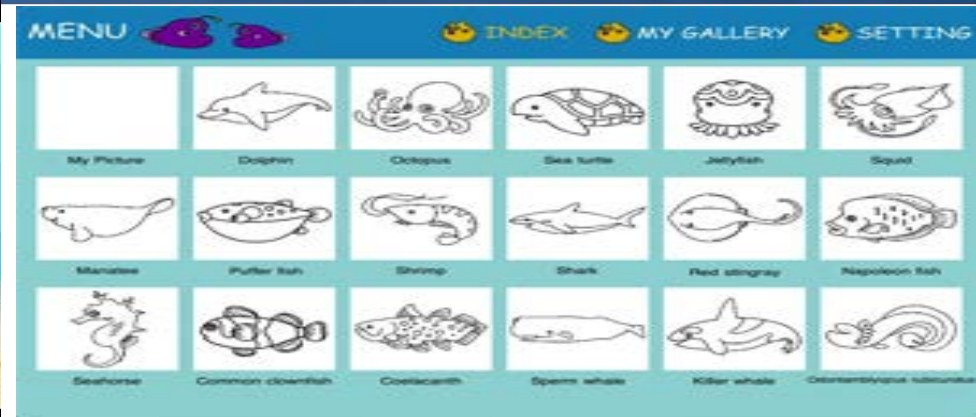 MENU INDEX MY GALLERY SETTING
My Picture Dolphin Octopus Sea turtle Jellyfish Squid
Manatee Puffer fish Shrimp Shark Red stingray Napoleon fish
Seahorse Common clownfish Coelacanth Sperm whale Killer whale